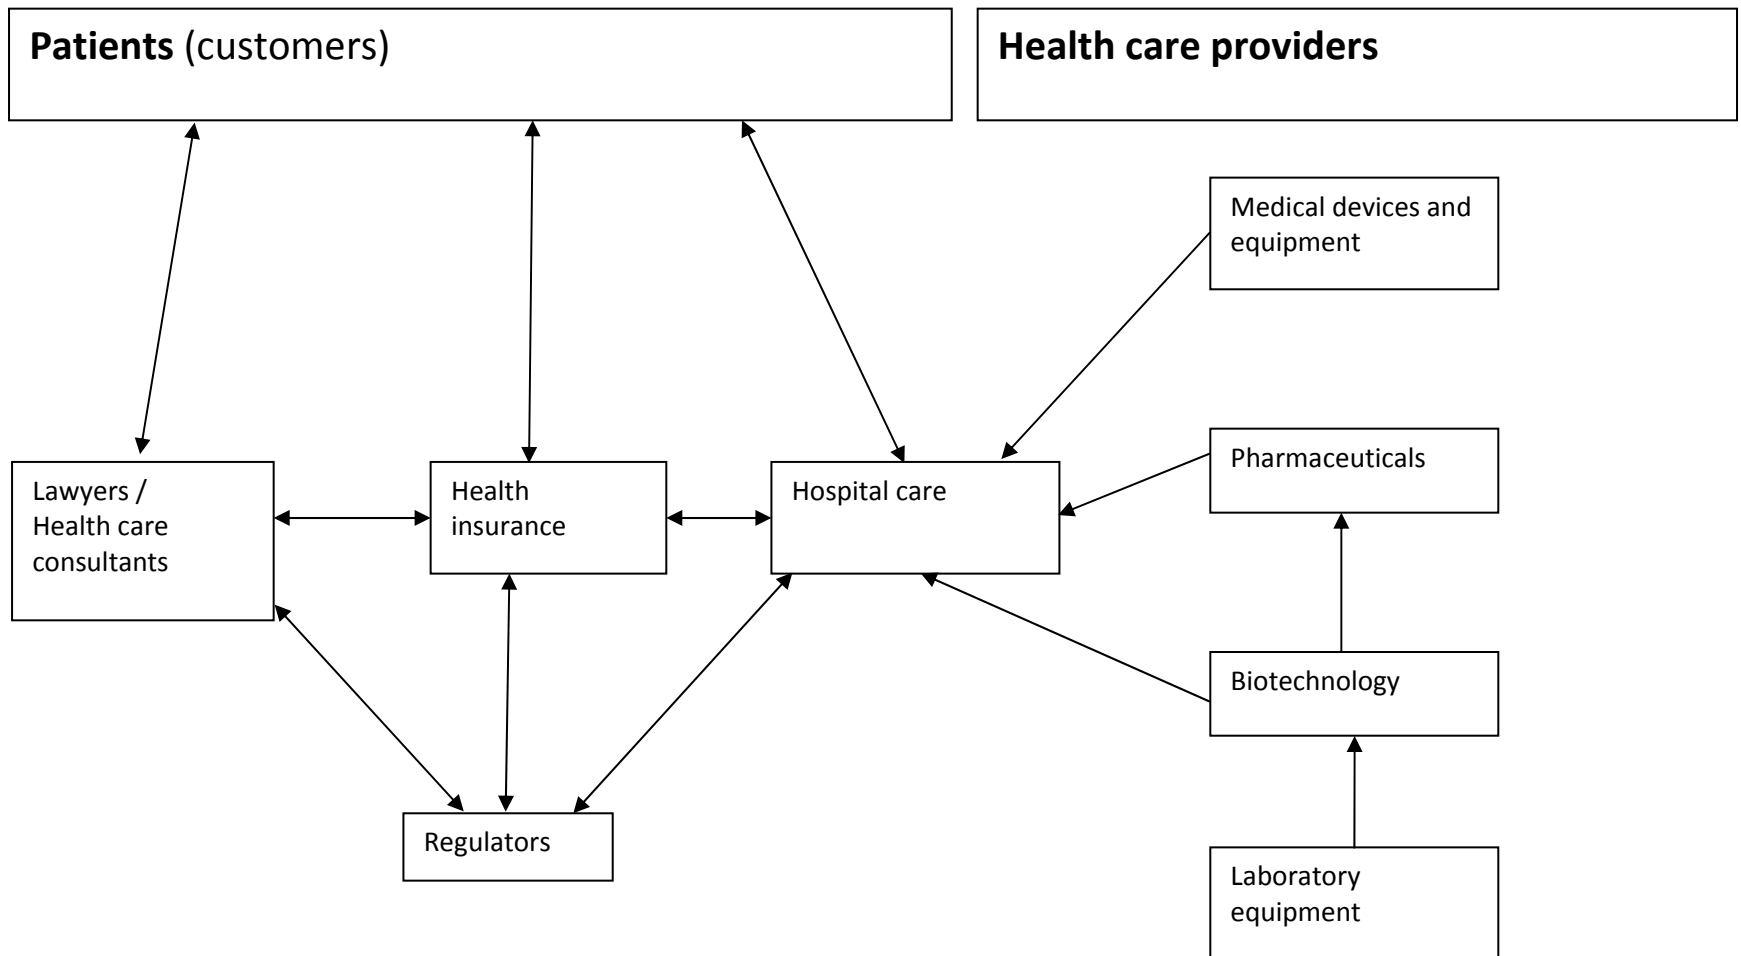 Patients (customers)
Health care providers
Medical devices and
equipment
Pharmaceuticals
Lawyers /
Health care
consultants
Health
insurance
Hospital care
Biotechnology
Regulators
Laboratory
equipment